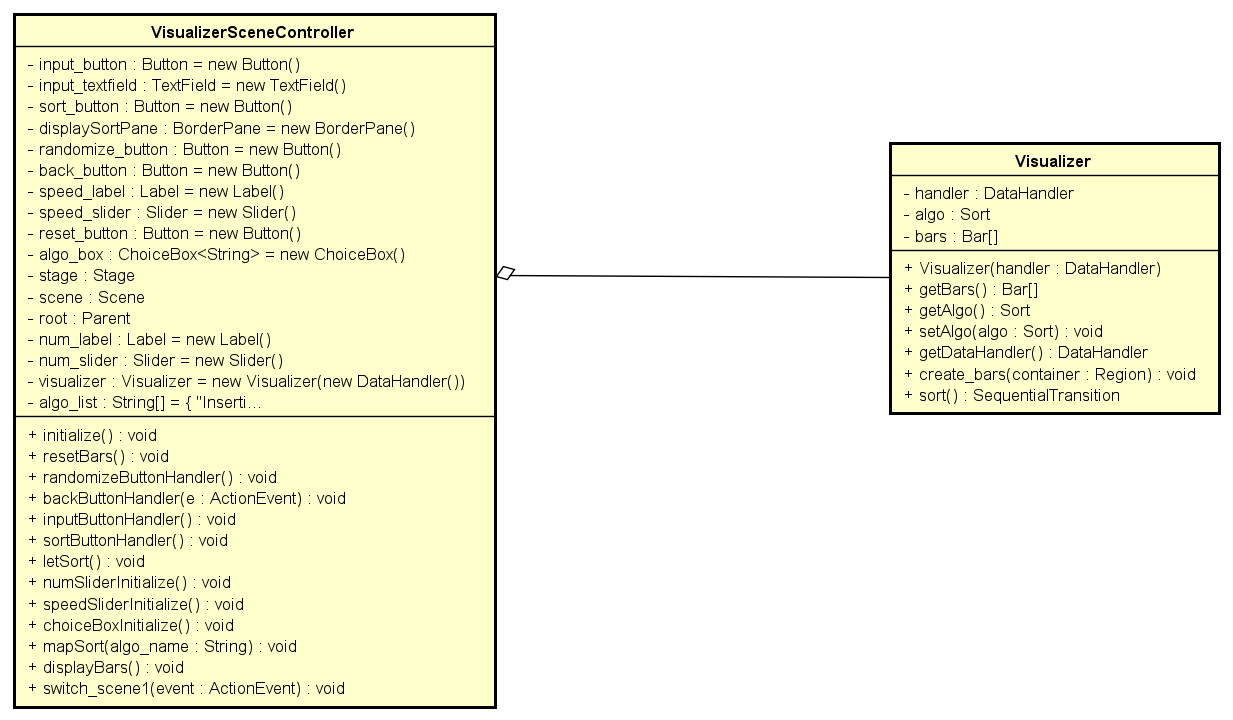 VisualizerSceneController
- input_button : Button = new Button()
- input_textfield : TextField = new TextField()
- sort_button : Button = new Button()
- displaySortPane : BorderPane = new BorderPane()
- randomize_button : Button = new Button()
- back_button : Button = new Button()
- speed_label : Label = new Label()
- speed_slider : Slider = new Slider()
- reset_button : Button = new Button()
- algo_box : ChoiceBox<String> = new ChoiceBox()
- stage : Stage
- scene : Scene
- root : Parent
- num_label : Label = new Label()
- num_slider : Slider = new Slider()
- visualizer : Visualizer = new Visualizer(new DataHandler())
- algo_list : String[] = { "Inserti...
+ initialize() : void
+ resetBars() : void
+ randomizeButtonHandler() : void
+ backButtonHandler(e : ActionEvent) : void
+ inputButtonHandler() : void
+ sortButtonHandler() : void
+ letSort() : void
+ numSliderInitialize() : void
+ speedSliderInitialize() : void
+ choiceBoxInitialize() : void
+ mapSort(algo_name : String) : void
+ displayBars() : void
+ switch_scene1(event : ActionEvent) : void
Visualizer
- handler : DataHandler
- algo : Sort
- bars : Bar[]
+ Visualizer(handler : DataHandler)
+ getBars() : Bar[]
+ getAlgo() : Sort
+ setAlgo(algo : Sort) : void
+ getDataHandler() : DataHandler
+ create_bars(container : Region) : void
+ sort() : SequentialTransition